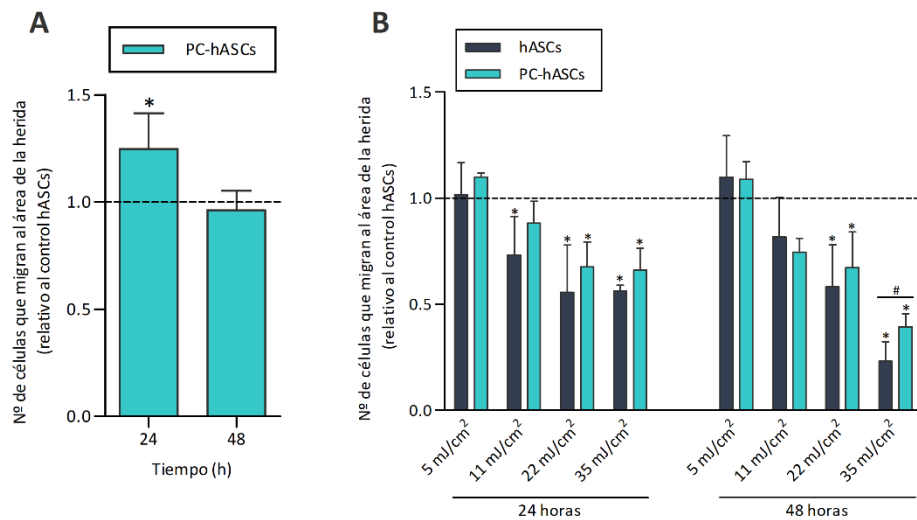 A
PC-hASCs
Nº de células que migran al área de la herida
(relativo al control hASCs)
1.5
1.0
0.5
0.0
*
24
48
Tiempo (h)
B
hASCs
PC-hASCs
Nº de células que migran al área de la herida
(relativo al control hASCs)
1.5
1.0
0.5
0.0
*
*
*
*
*
*
*
#
*
*
5 mJ/cm²
11 mJ/cm²
22 mJ/cm²
35 mJ/cm²
5 mJ/cm²
11 mJ/cm²
22 mJ/cm²
35 mJ/cm²
24 horas
48 horas